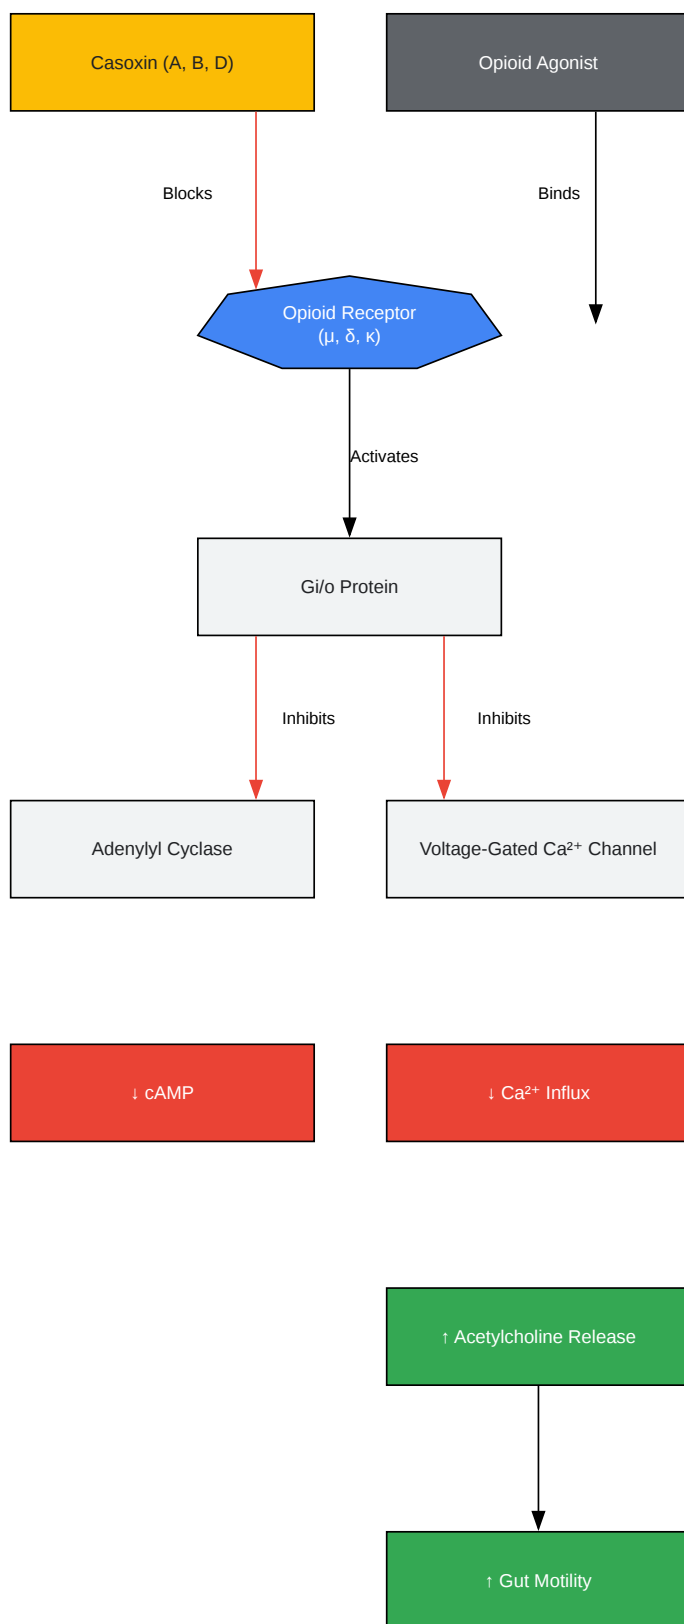 Casoxin (A, B, D)
Opioid Agonist
Blocks
Binds
Opioid Receptor
(μ, δ, κ)
Activates
Gi/o Protein
Inhibits
Inhibits
Adenylyl Cyclase
Voltage-Gated Ca²⁺ Channel
↓ cAMP
↓ Ca²⁺ Influx
↑ Acetylcholine Release
↑ Gut Motility